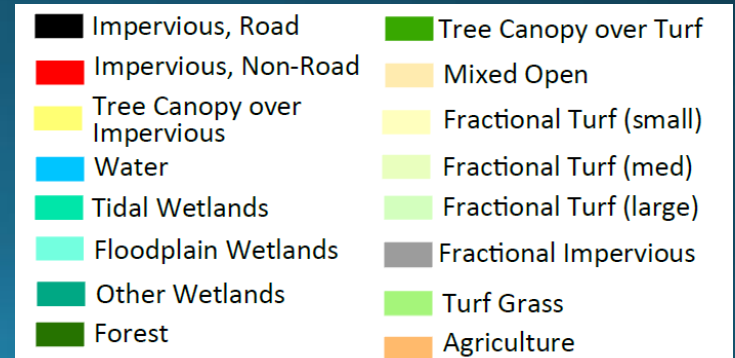 Impervious, Road
Impervious, Non-Road
Tree Canopy over
Impervious
Water
Tidal Wetlands
Floodplain Wetlands
Other Wetlands
Forest
Tree Canopy over Turf
Mixed Open
Fractional Turf (small)
Fractional Turf (med)
Fractional Turf (large)
Fractional Impervious
Turf Grass
Agriculture